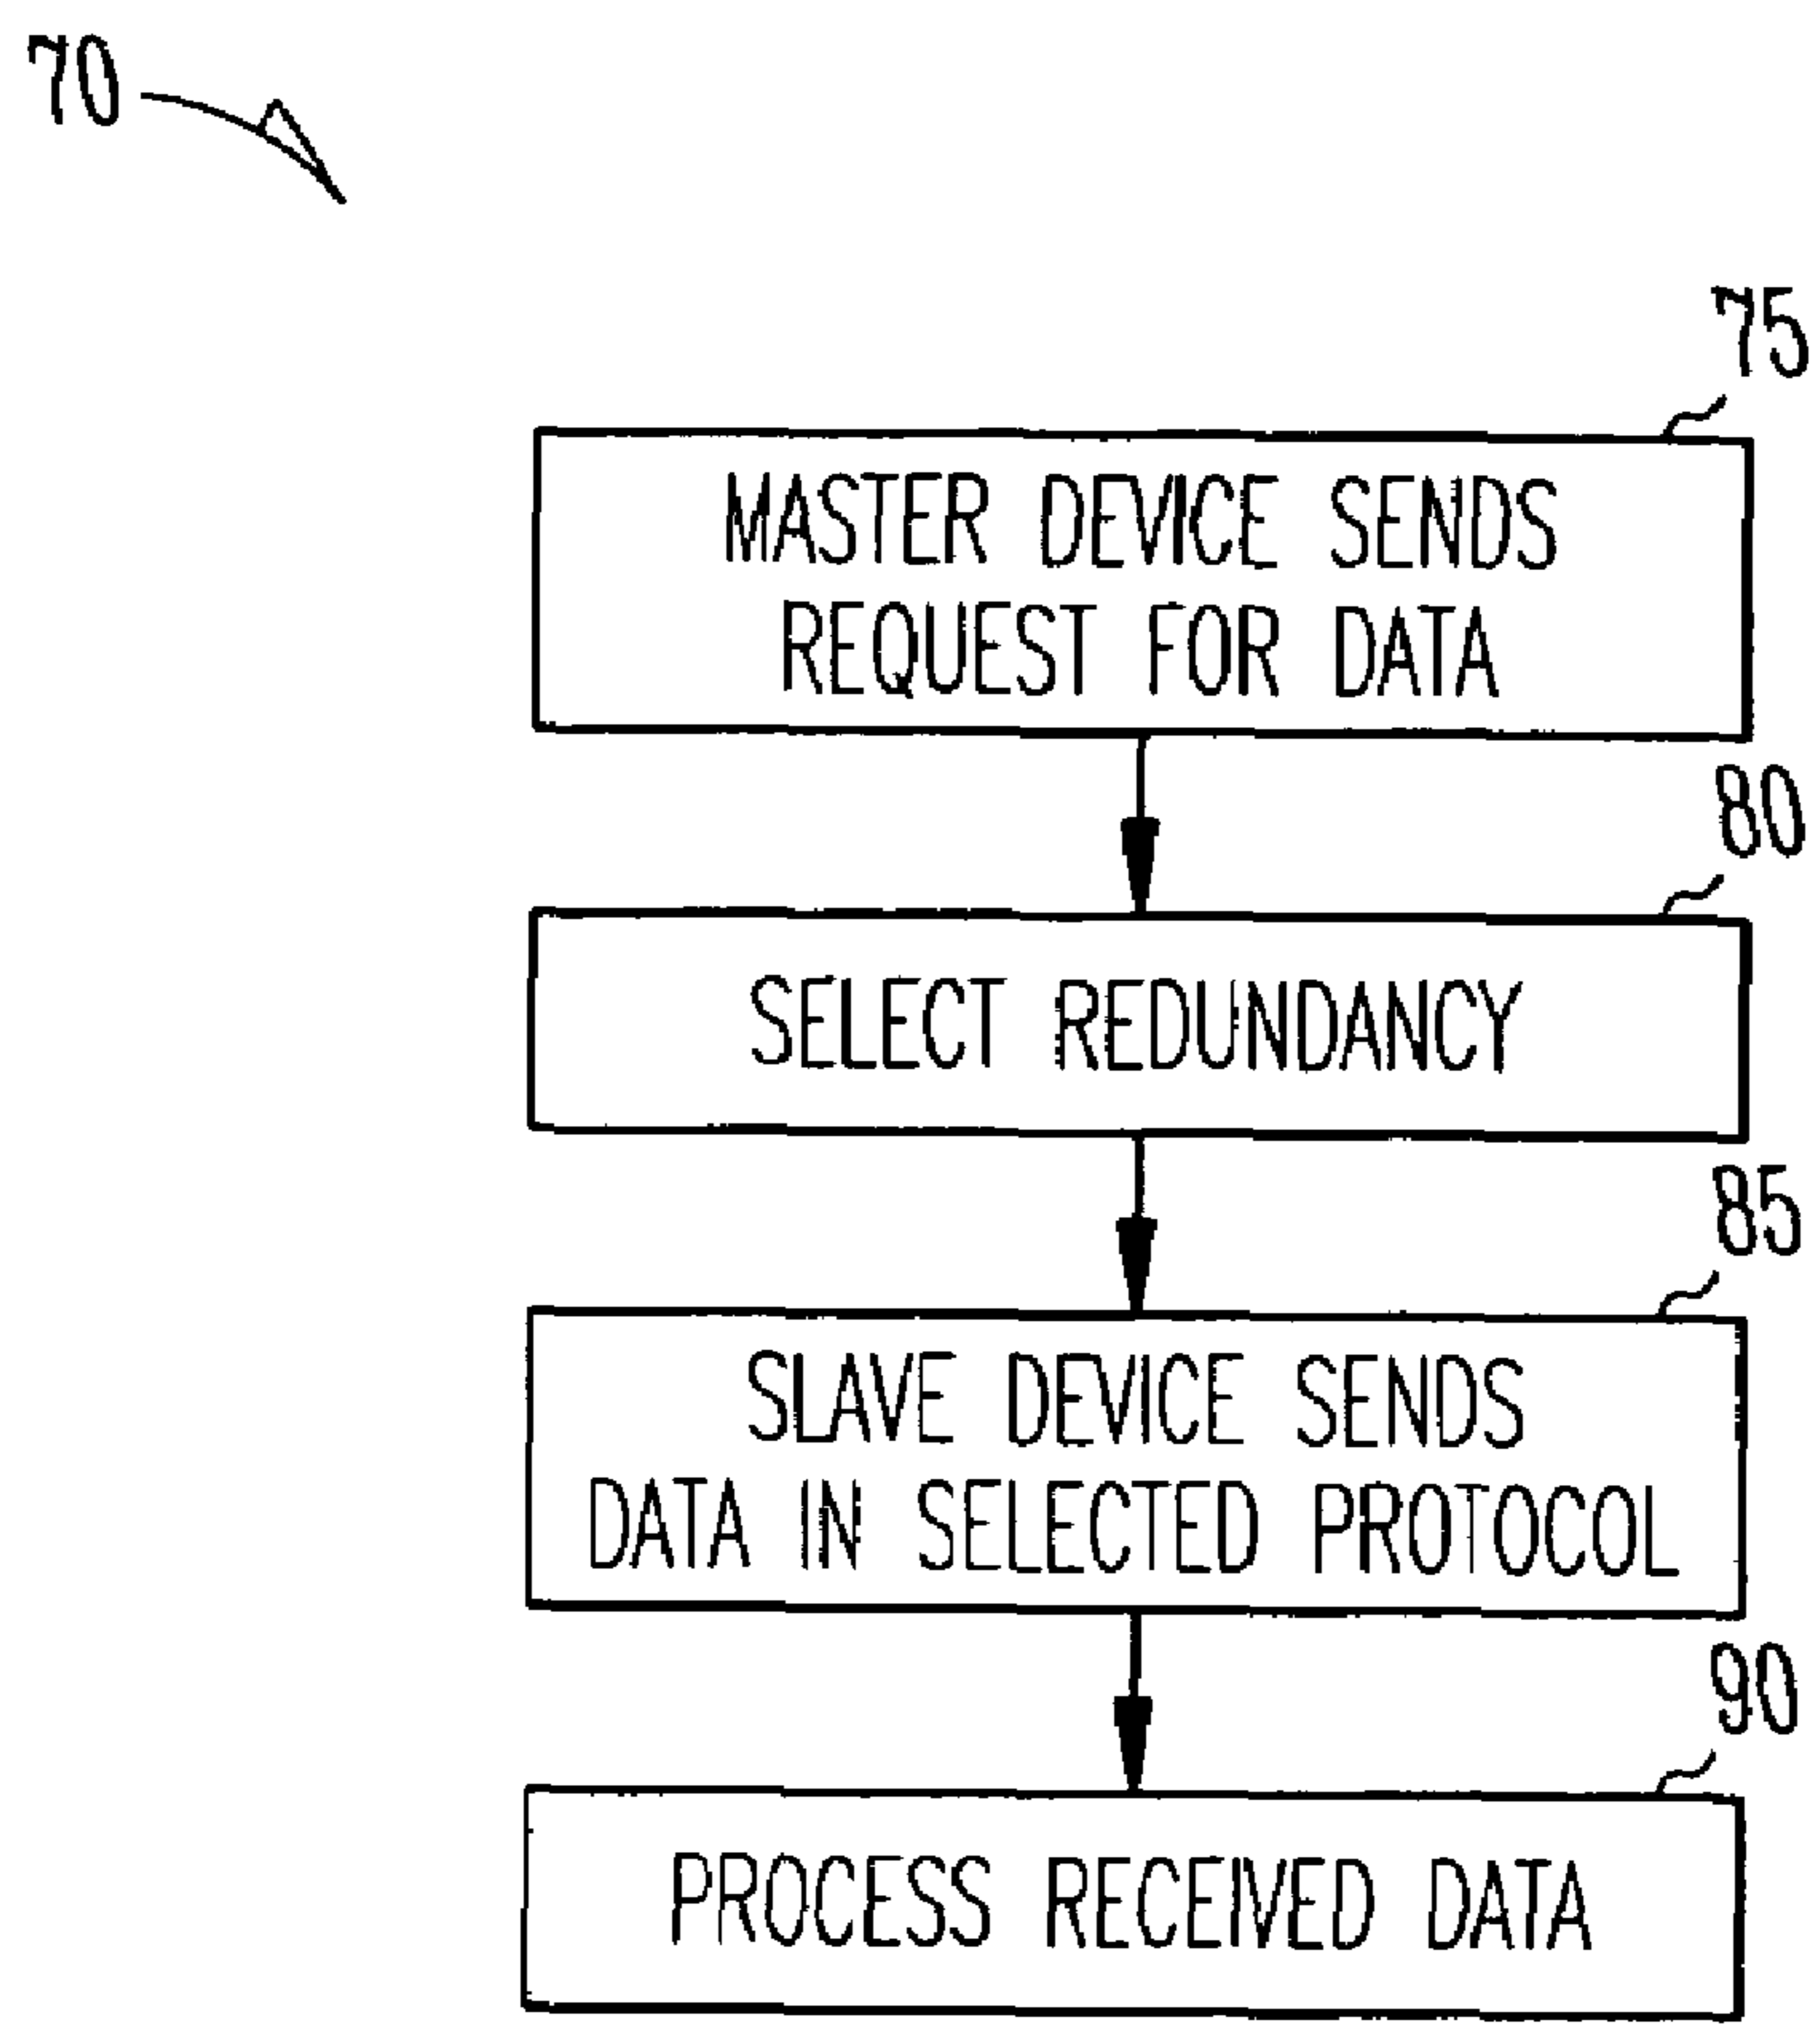 70
75
MASTER DEVICE SENDS
REQUEST FOR DATA
80
SELECT REDUNDANCY
85
SLAVE DEVICE SENDS
DATA IN SELECTED PROTOCOL
90
PROCESS RECEIVED DATA